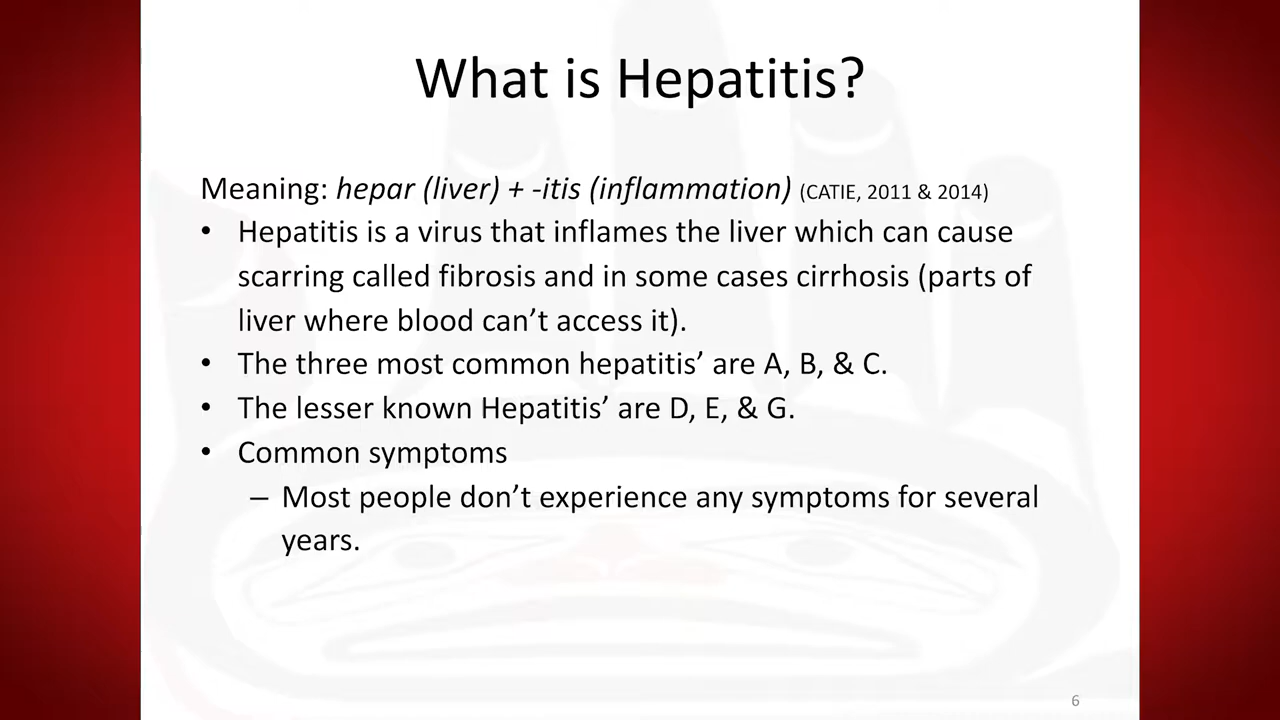 What is Hepatitis?
Meaning: hepar (liver) + -itis (inflammation) (CATIE, 2011 & 2014)
• Hepatitis is a virus that inflames the liver which can cause
scarring called fibrosis and in some cases cirrhosis (parts of
liver where blood can’t access it).
• The three most common hepatitis’ are A, B, & C.
• The lesser known Hepatitis’ are D, E, & G.
• Common symptoms
– Most people don’t experience any symptoms for several
years.
6